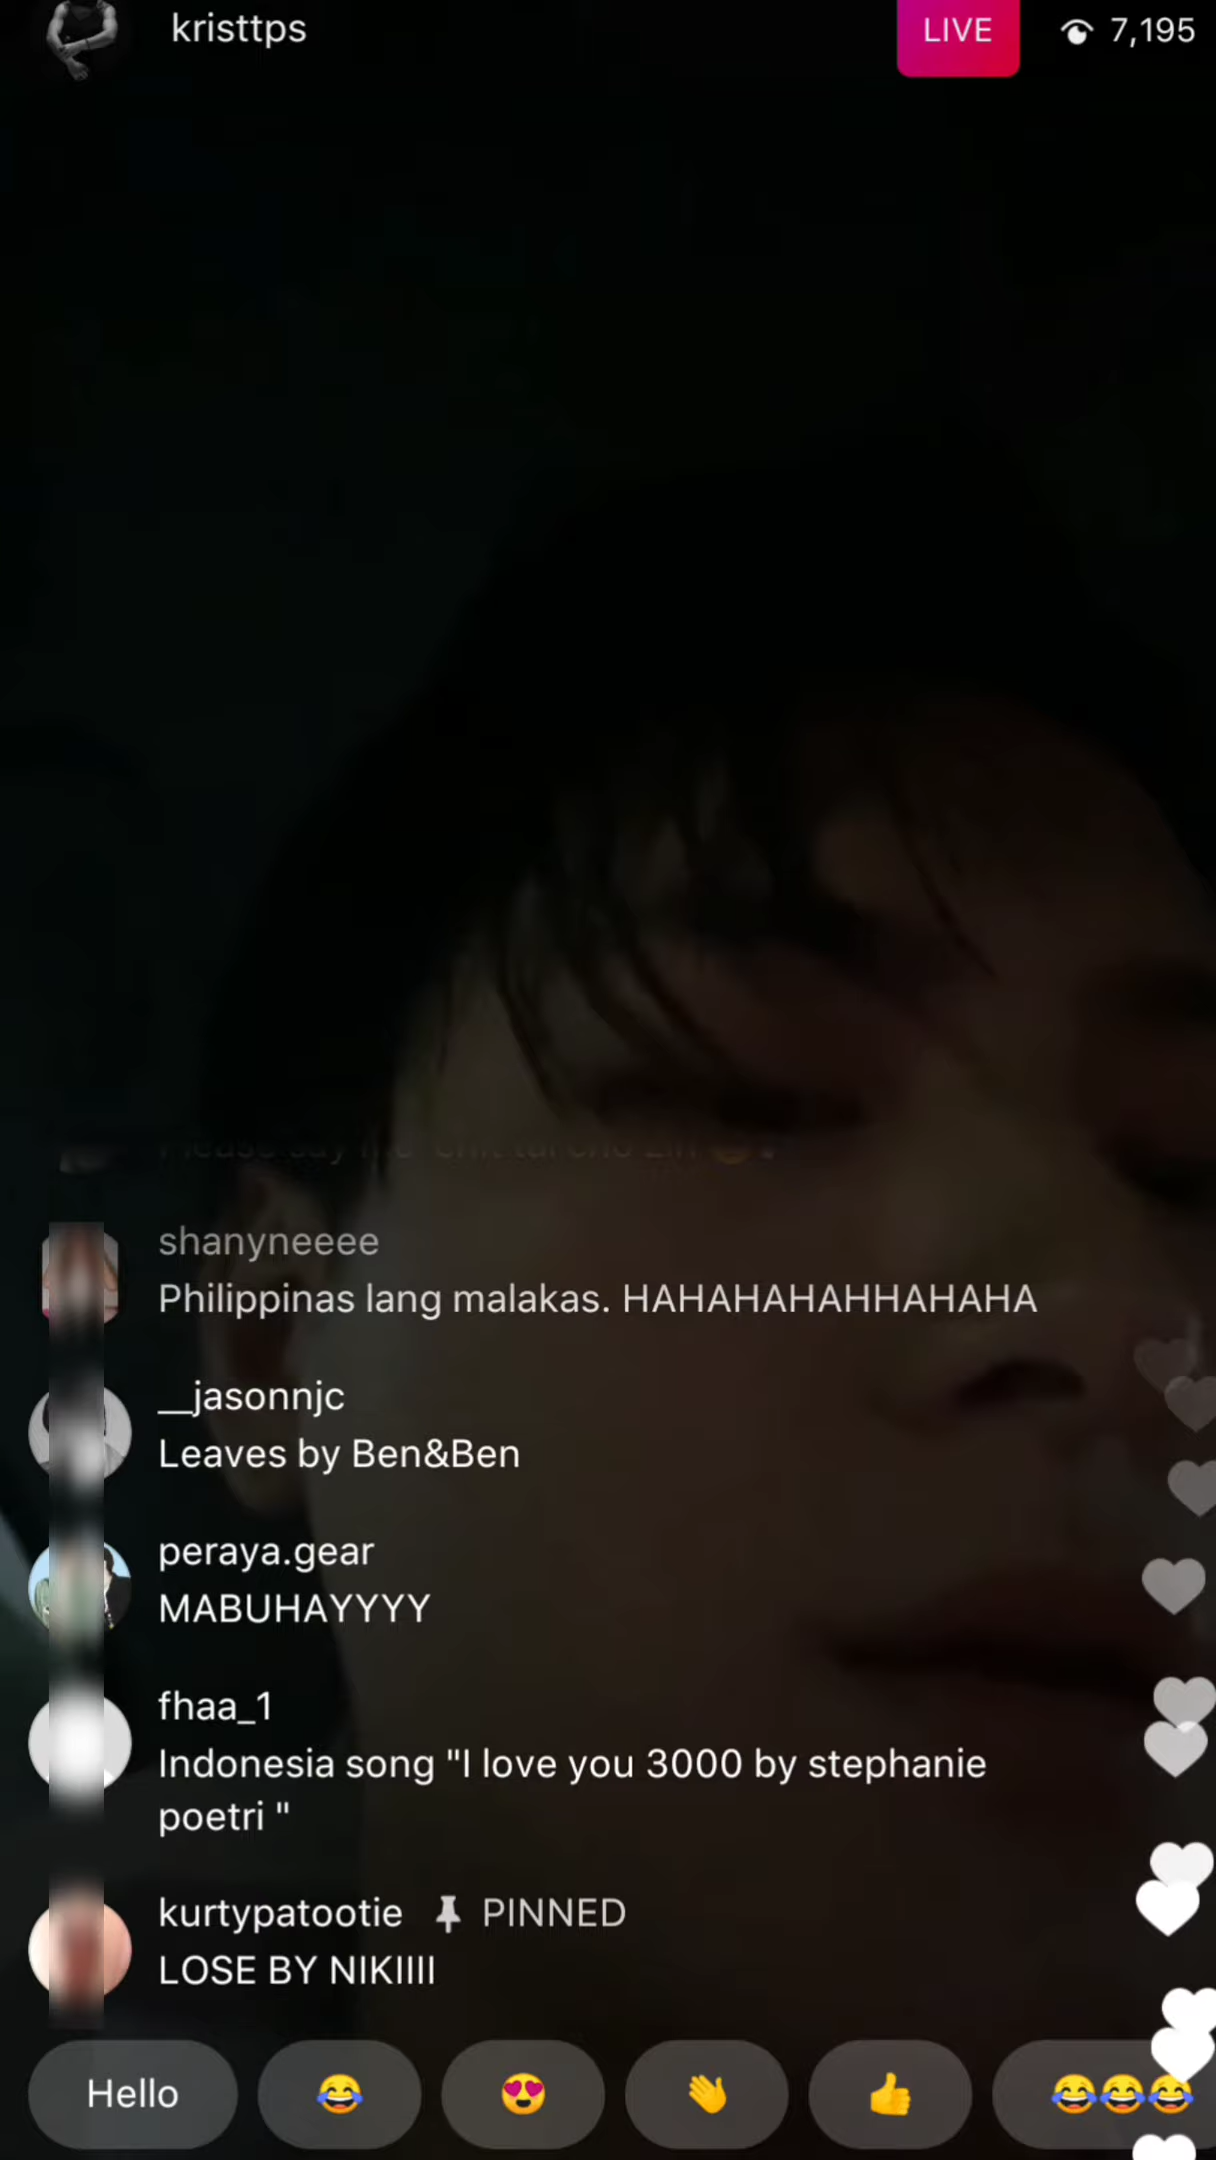 kristtps
LIVE
7,195
shanyneeee
Philippinas lang malakas. HAHAHAHAHHAHAHA
__jasonnjc
Leaves by Ben&Ben
peraya.gear
MABUHAYYYY
fhaa_1
Indonesia song "I love you 3000 by stephanie
poetri "
kurtypatootie PINNED
LOSE BY NIKIIII
Hello